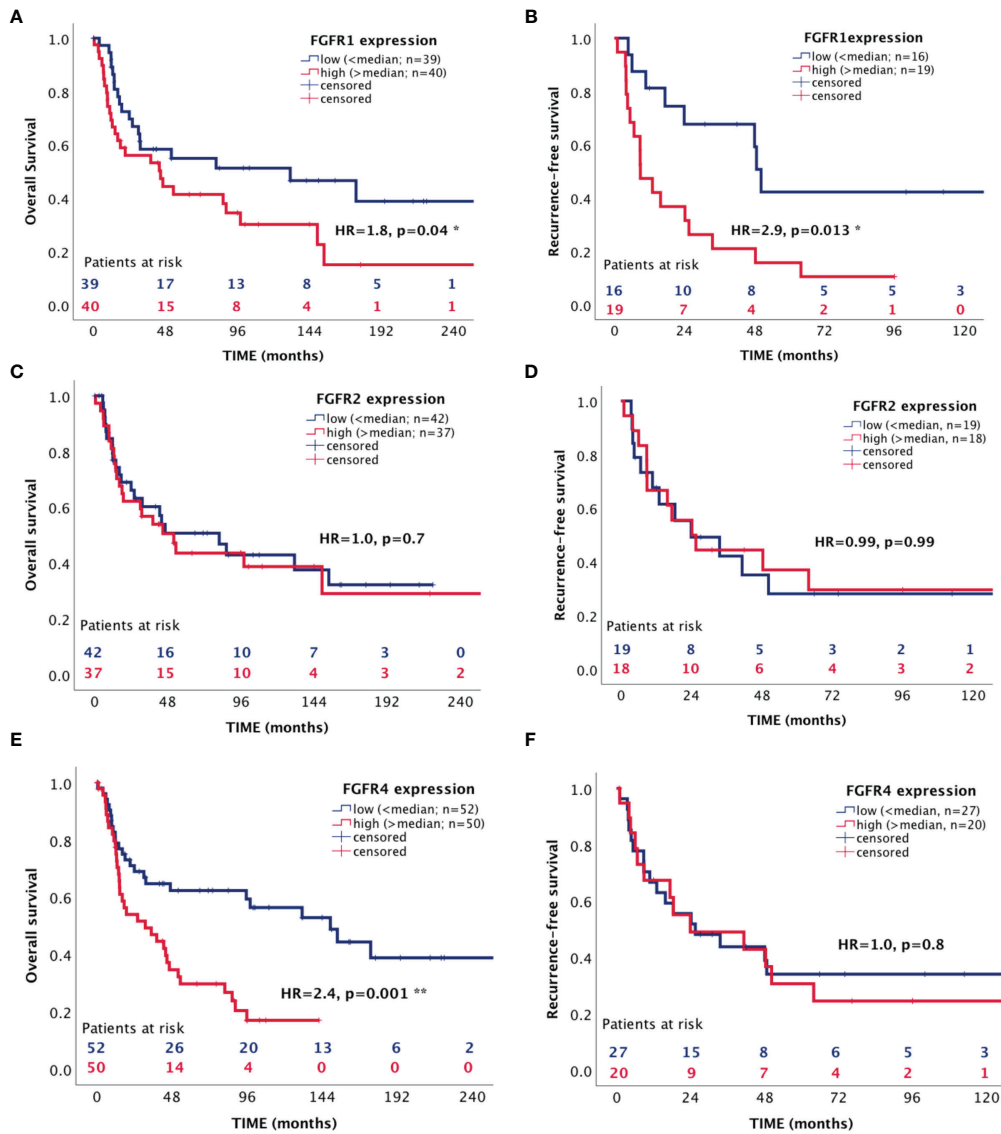 A
FGFR1 expression
low (<median; n=39)
high (>median; n=40)
censored
censored
Overall Survival
1.0
0.8
0.6
0.4
0.2
0.0
HR=1.8, p=0.04 *
Patients at risk
39 17 13 8 5 1
40 15 8 4 1 1
0 48 96 144 192 240
TIME (months)
B
FGFR1expression
low (<median; n=16)
high (>median; n=19)
censored
censored
Recurrence-free survival
1.0
0.8
0.6
0.4
0.2
0.0
HR=2.9, p=0.013 *
Patients at risk
16 10 8 5 5 3
19 7 4 2 1 0
0 24 48 72 96 120
TIME (months)
C
FGFR2 expression
low (<median; n=42)
high (>median; n=37)
censored
censored
Overall survival
1.0
0.8
0.6
0.4
0.2
0.0
HR=1.0, p=0.7
Patients at risk
42 16 10 7 3 0
37 15 10 4 3 2
0 48 96 144 192 240
TIME (months)
D
FGFR2 expression
low (<median, n=19)
high (>median, n=18)
censored
censored
Recurrence-free survival
1.0
0.8
0.6
0.4
0.2
0.0
HR=0.99, p=0.99
Patients at risk
19 8 5 3 2 1
18 10 6 4 3 2
0 24 48 72 96 120
TIME (months)
E
FGFR4 expression
low (<median; n=52)
high (>median; n=50)
censored
censored
Overall survival
1.0
0.8
0.6
0.4
0.2
0.0
HR=2.4, p=0.001 **
Patients at risk
52 26 20 13 6 2
50 14 4 0 0 0
0 48 96 144 192 240
TIME (months)
F
FGFR4 expression
low (<median, n=27)
high (>median, n=20)
censored
censored
Recurrence-free survival
1.0
0.8
0.6
0.4
0.2
0.0
HR=1.0, p=0.8
Patients at risk
27 15 8 6 5 3
20 9 7 4 2 1
0 24 48 72 96 120
TIME (months)